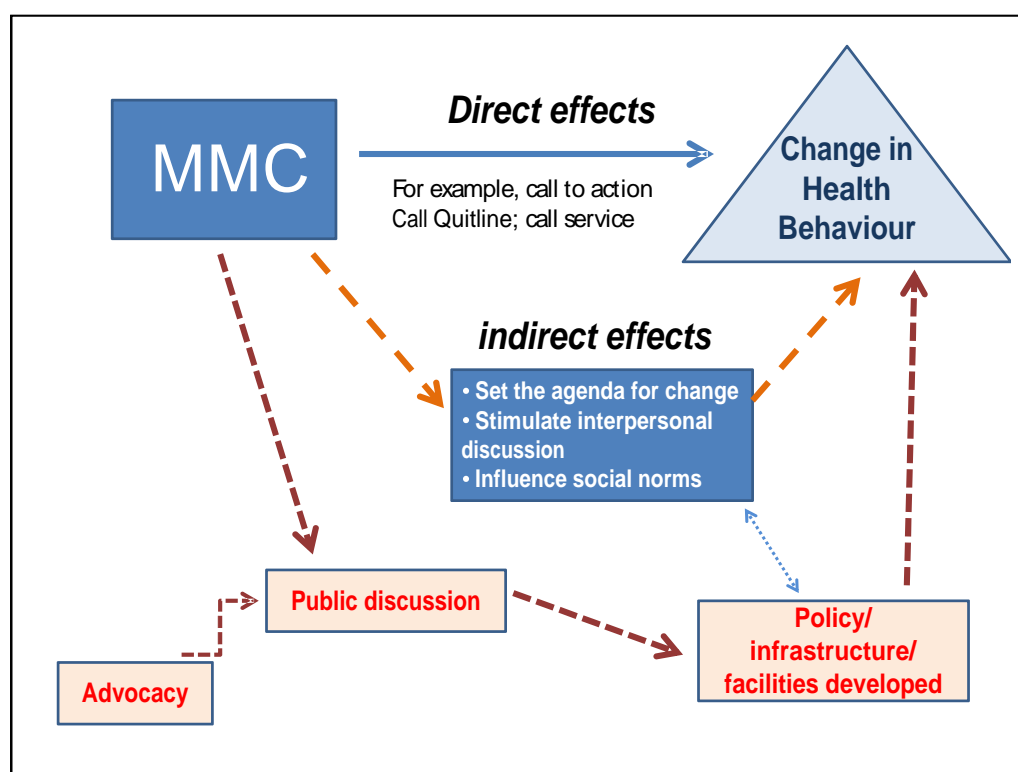 Direct effects
MMC
Change in
Health
Behaviour
For example, call to action
Call Quitline; call service
indirect effects
• Set the agenda for change
• Stimulate interpersonal
discussion
• Influence social norms
Public discussion
Policy/
infrastructure/
facilities developed
Advocacy